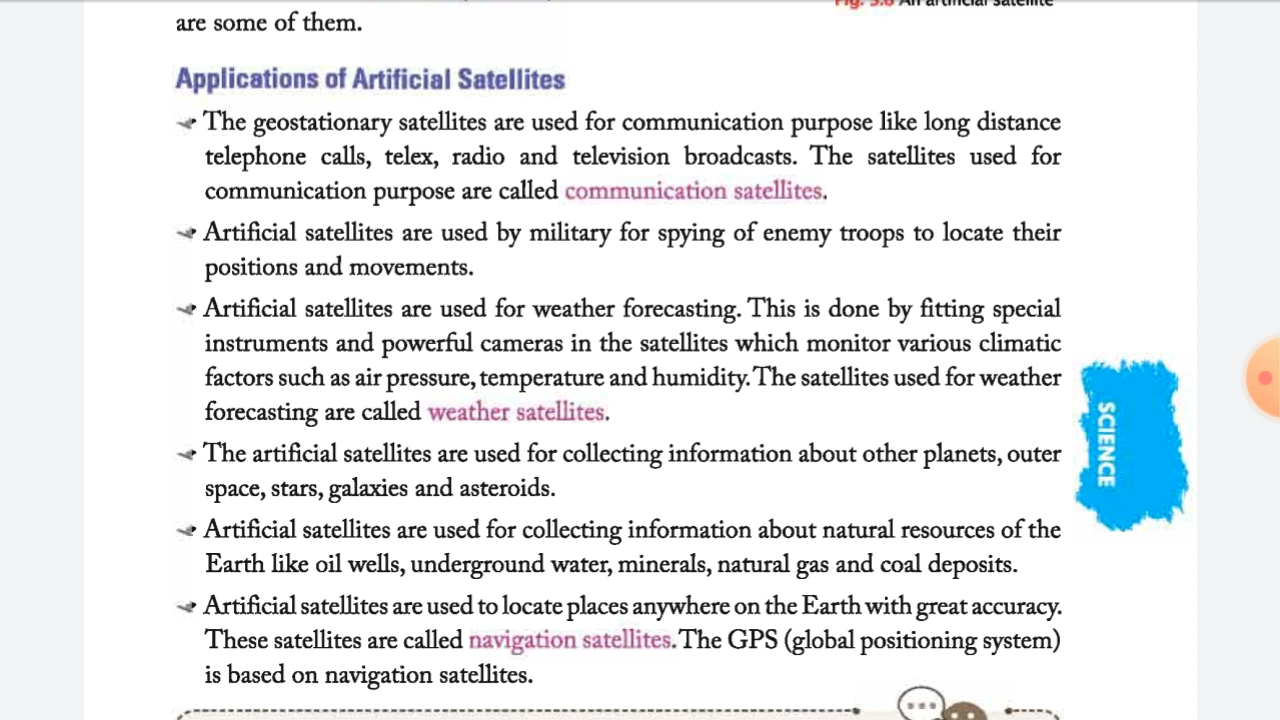 Fig. 5.6 An artificial satellite
are some of them.
Applications of Artificial Satellites
The geostationary satellites are used for communication purpose like long distance
telephone calls, telex, radio and television broadcasts. The satellites used for
communication purpose are called communication satellites.
Artificial satellites are used by military for spying of enemy troops to locate their
positions and movements.
Artificial satellites are used for weather forecasting. This is done by fitting special
instruments and powerful cameras in the satellites which monitor various climatic
factors such as air pressure, temperature and humidity. The satellites used for weather
forecasting are called weather satellites.
The artificial satellites are used for collecting information about other planets, outer
space, stars, galaxies and asteroids.
Artificial satellites are used for collecting information about natural resources of the
Earth like oil wells, underground water, minerals, natural gas and coal deposits.
Artificial satellites are used to locate places anywhere on the Earth with great accuracy.
These satellites are called navigation satellites. The GPS (global positioning system)
is based on navigation satellites.
SCIENCE